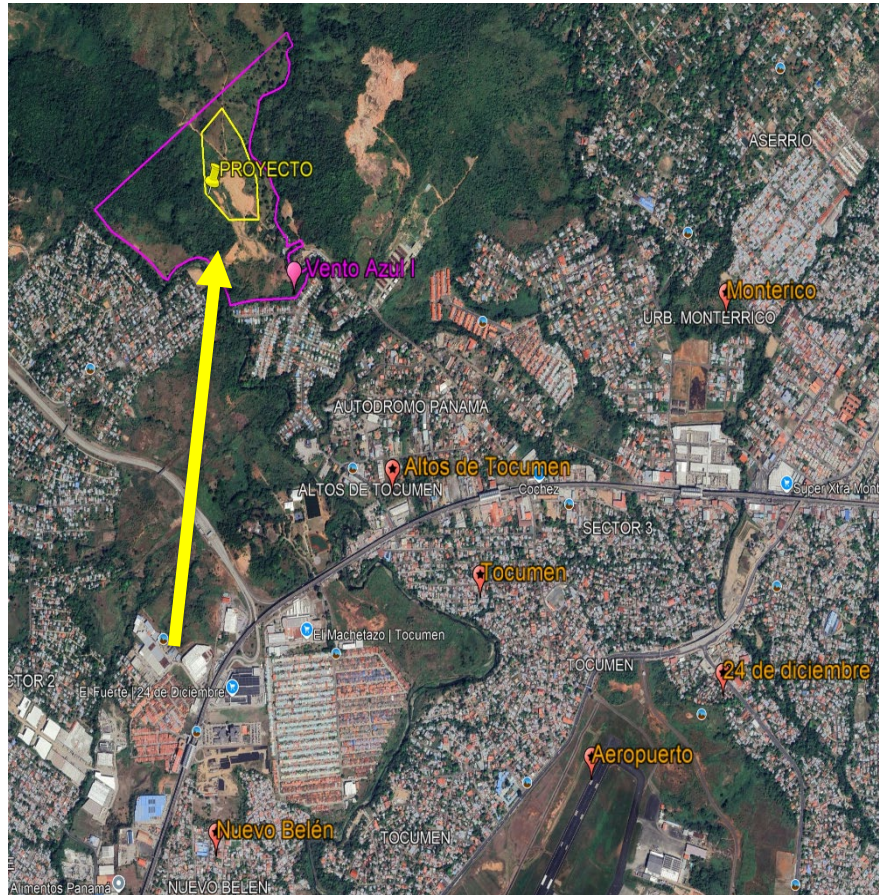 ASERRIO
PROYECTO
Vento Azul I
Monterico
URB. MONTERRICO
AUTODROMO PANAMA
Altos de Tocumen
ALTOS DE TOCUMEN
Cochez
Super Xtra Mont
SECTOR 3
Tocumen
El Machetazo | Tocumen
TOCUMEN
24 de diciembre
CTOR 2
El Fuerte | 24 de Diciembre
Aeropuerto
Nuevo Belén
TOCUMEN
Alimentos Panama
NUEVO BELEN